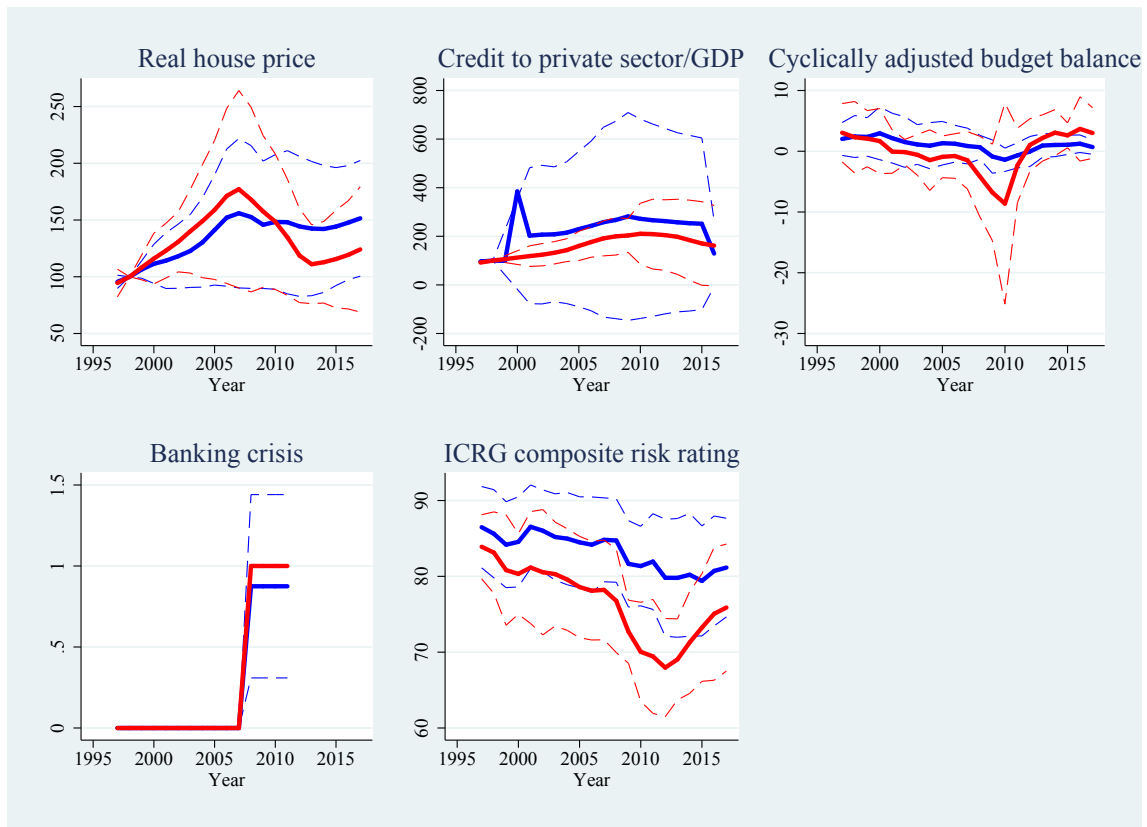 Real house price
250
200
150
100
50
1995 2000 2005 2010 2015
Year
Credit to private sector/GDP
800
600
400
200
0
-200
1995 2000 2005 2010 2015
Year
Cyclically adjusted budget balance
10
0
-10
-20
-30
1995 2000 2005 2010 2015
Year
Banking crisis
1.5
1
.5
0
1995 2000 2005 2010 2015
Year
ICRG composite risk rating
90
80
70
60
1995 2000 2005 2010 2015
Year